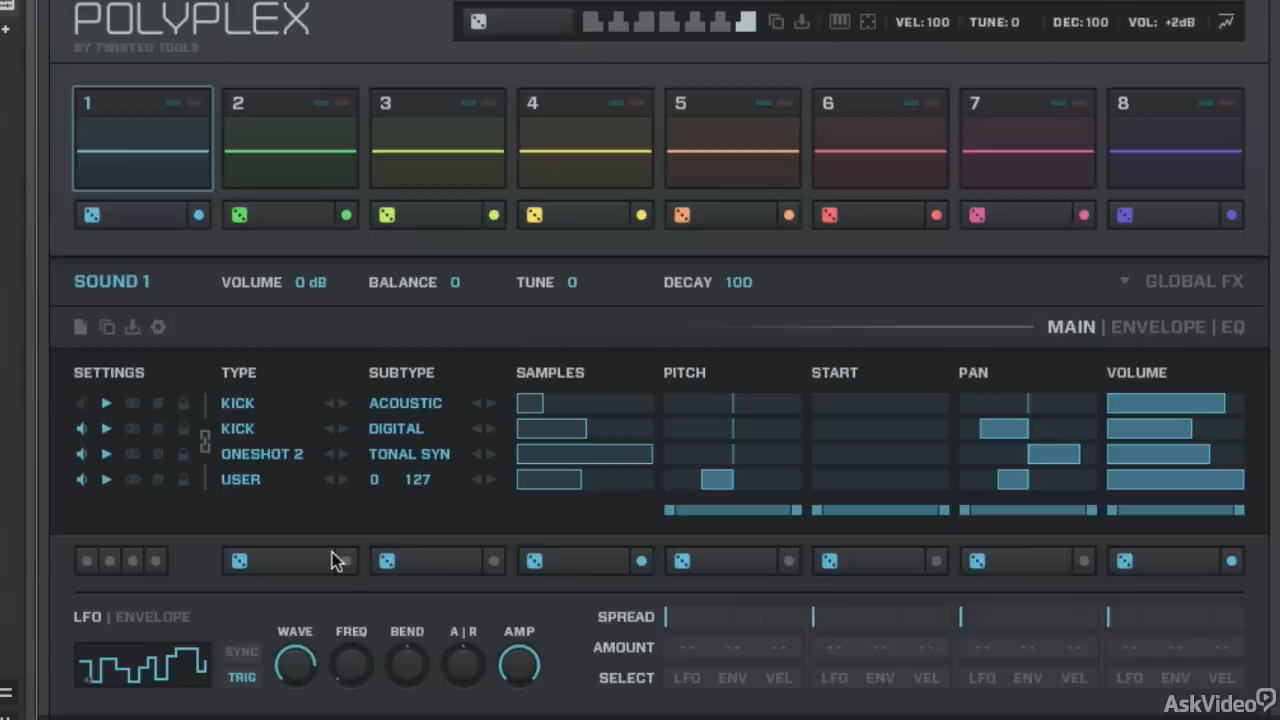 POLYPLEX
BY TWISTED TOOLS
VEL: 100 TUNE: 0 DEC: 100 VOL: +2dB
1 2 3 4 5 6 7 8
SOUND 1 VOLUME 0 dB BALANCE 0 TUNE 0 DECAY 100 GLOBAL FX
MAIN | ENVELOPE | EQ
SETTINGS TYPE SUBTYPE SAMPLES PITCH START PAN VOLUME
KICK ACOUSTIC
KICK DIGITAL
ONESHOT 2 TONAL SYN
USER 0 127
LFO | ENVELOPE SPREAD
WAVE FREQ BEND A|R AMP
SYNC AMOUNT -- -- -- -- -- -- -- -- -- -- -- --
TRIG SELECT LFO ENV VEL LFO ENV VEL LFO ENV VEL LFO ENV VEL
AskVideo